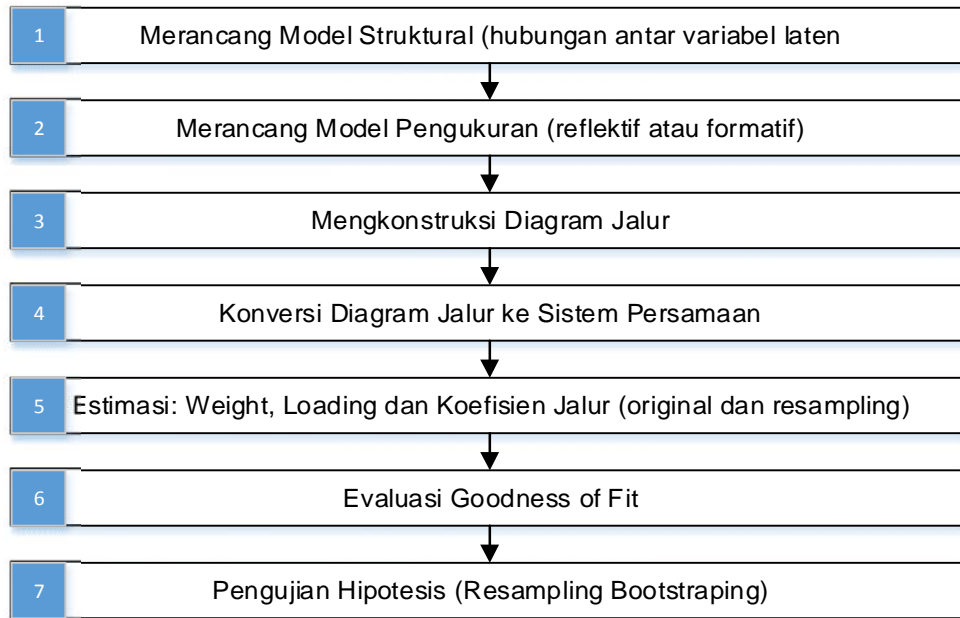 1 Merancang Model Struktural (hubungan antar variabel laten
2 Merancang Model Pengukuran (reflektif atau formatif)
3 Mengkonstruksi Diagram Jalur
4 Konversi Diagram Jalur ke Sistem Persamaan
5 Estimasi: Weight, Loading dan Koefisien Jalur (original dan resampling)
6 Evaluasi Goodness of Fit
7 Pengujian Hipotesis (Resampling Bootstraping)